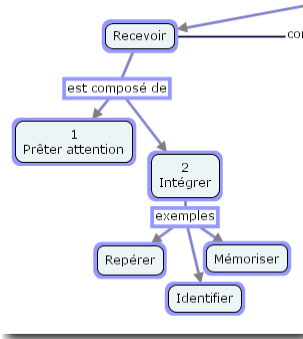 Recevoir
est composé de
1
Prêter attention
2
Intégrer
exemples
Repérer
Mémoriser
Identifier